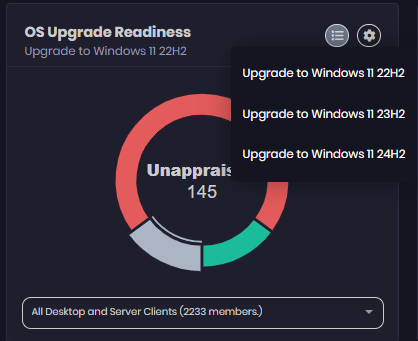 OS Upgrade Readiness
Upgrade to Windows 11 22H2
Upgrade to Windows 11 22H2
Upgrade to Windows 11 23H2
Upgrade to Windows 11 24H2
Unapprais
145
All Desktop and Server Clients (2233 members.)